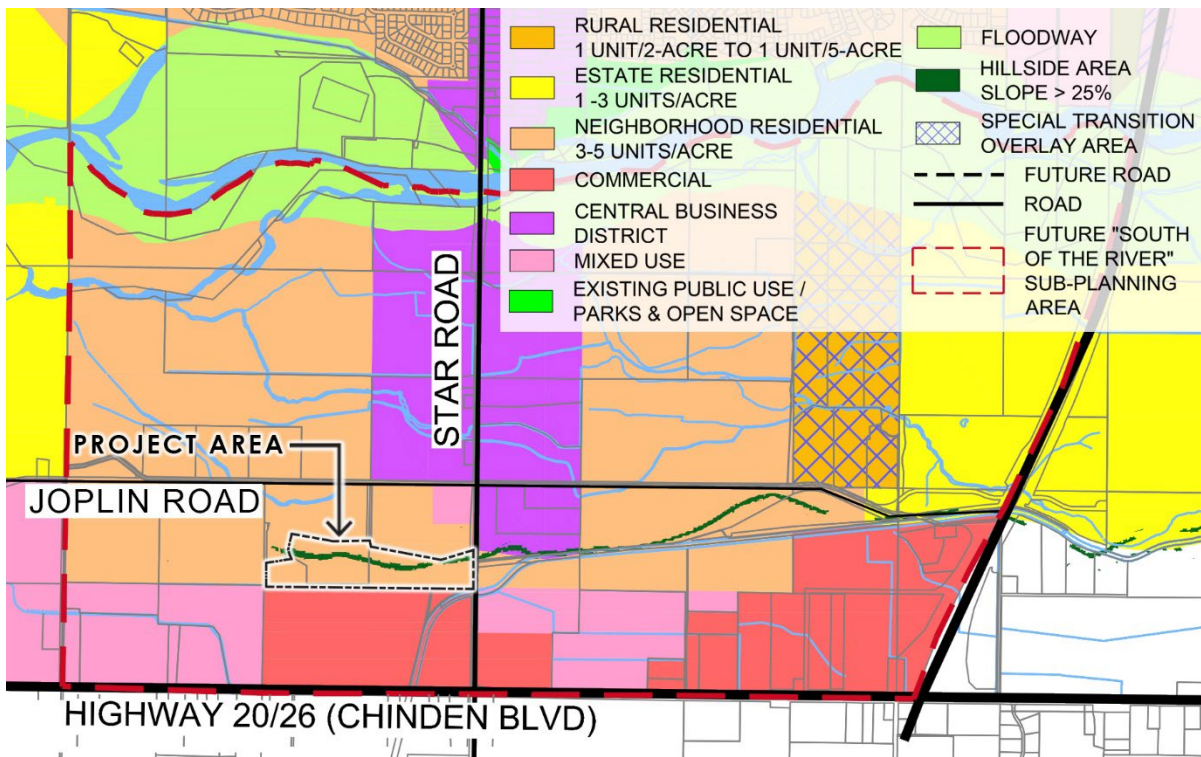 RURAL RESIDENTIAL
1 UNIT/2-ACRE TO 1 UNIT/5-ACRE
ESTATE RESIDENTIAL
1 -3 UNITS/ACRE
NEIGHBORHOOD RESIDENTIAL
3-5 UNITS/ACRE
COMMERCIAL
CENTRAL BUSINESS
DISTRICT
MIXED USE
EXISTING PUBLIC USE /
PARKS & OPEN SPACE
FLOODWAY
HILLSIDE AREA
SLOPE > 25%
SPECIAL TRANSITION
OVERLAY AREA
FUTURE ROAD
ROAD
FUTURE "SOUTH
OF THE RIVER"
SUB-PLANNING
AREA
STAR ROAD
PROJECT AREA
JOPLIN ROAD
HIGHWAY 20/26 (CHINDEN BLVD)